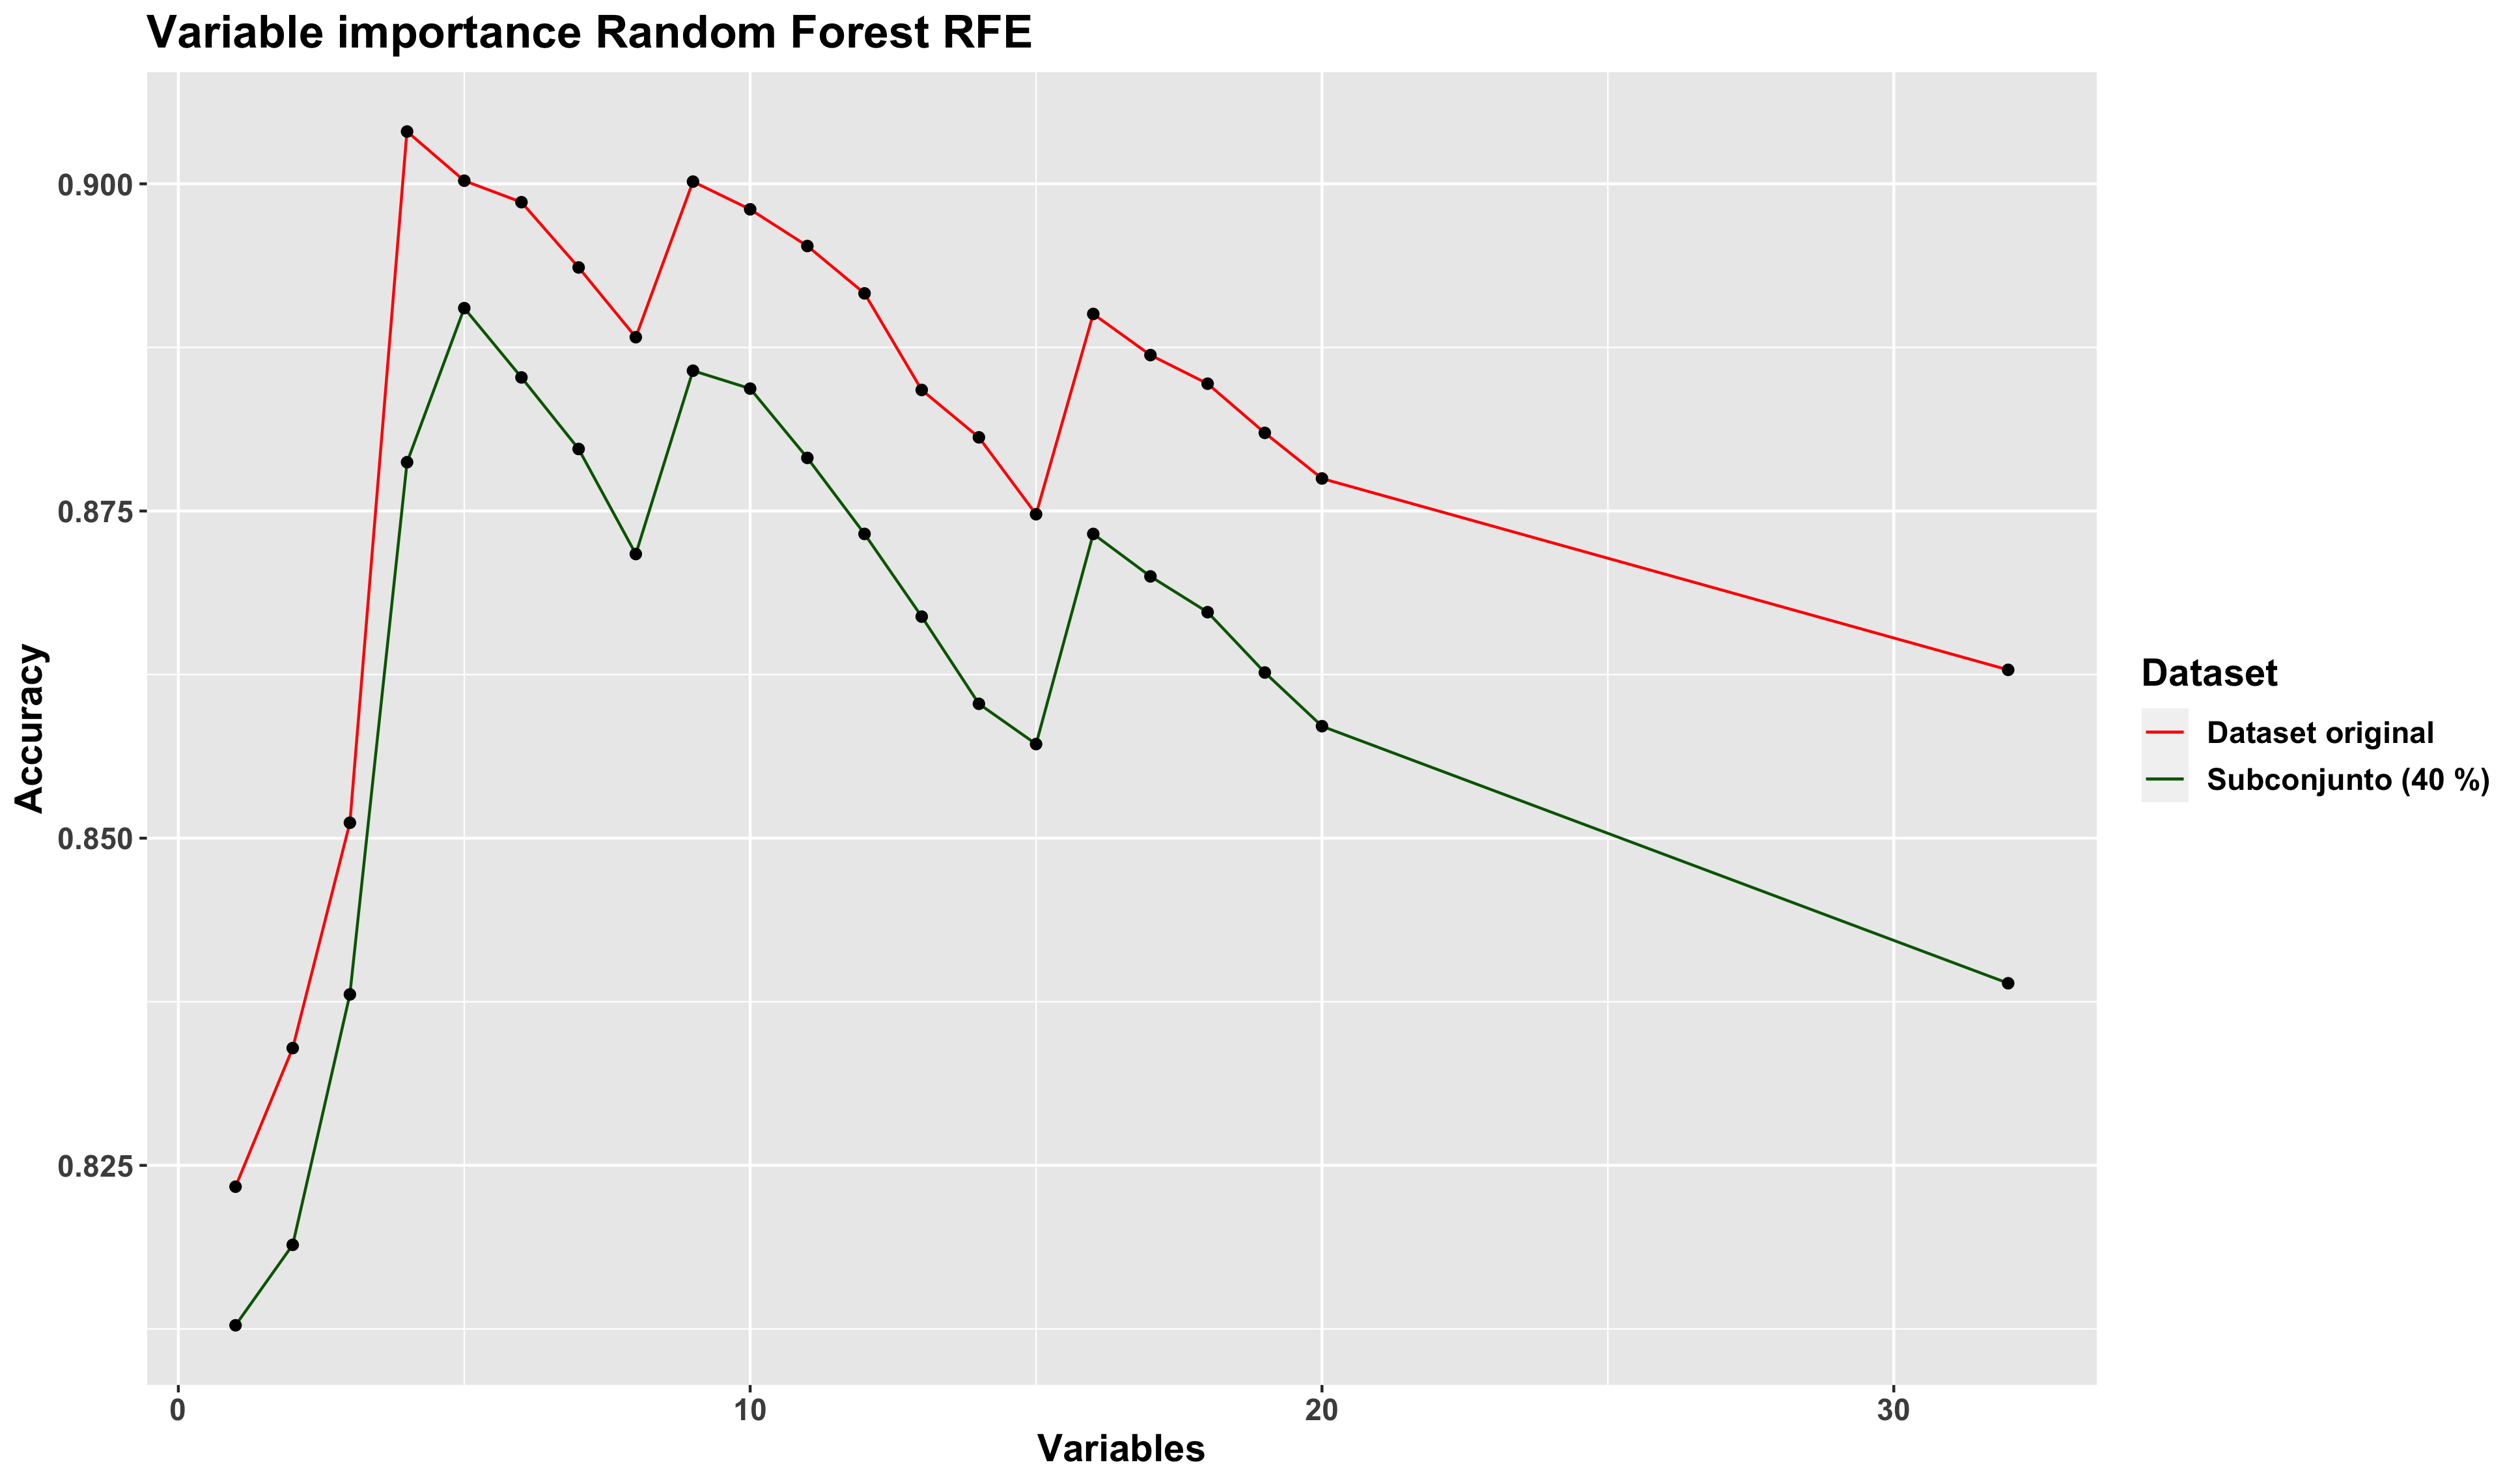 Variable importance Random Forest RFE
Accuracy
0.900
0.875
0.850
0.825
0
10
20
30
Variables
Dataset
Dataset original
Subconjunto (40 %)